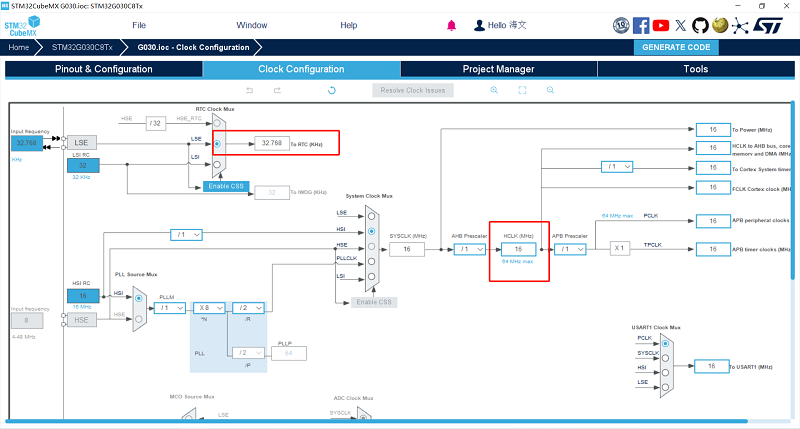 STM32CubeMX G030.ioc: STM32G030C8Tx
STM32
CubeMX
File
Window
Help
Hello 海文
Home
STM32G030C8Tx
G030.ioc - Clock Configuration
GENERATE CODE
Pinout & Configuration
Clock Configuration
Project Manager
Tools
Resolve Clock Issues
RTC Clock Mux
HSE
/ 32
HSE_RTC
Input frequency
32.768
KHz
LSE
LSE
32.768
To RTC (KHz)
LSI RC
32
32 KHz
LSI
Enable CSS
32
To IWDG (KHz)
System Clock Mux
LSE
HSI
/ 1
HSE
PLLCLK
LSI
SYSCLK (MHz)
16
AHB Prescaler
/ 1
HCLK (MHz)
16
64 MHz max
APB Prescaler
/ 1
16
To Power (MHz)
16
HCLK to AHB bus, core
memory and DMA (MHz)
/ 1
16
To Cortex System timer
16
FCLK Cortex clock (MHz)
64 MHz max
PCLK
16
APB peripheral clocks
X 1
TPCLK
16
APB timer clocks (MHz)
PLL Source Mux
HSI RC
16
16 MHz
HSI
HSE
HSE
Input frequency
8
4-48 MHz
PLLM
/ 1
X 8
*N
/ 2
/R
PLL
/ 2
/P
PLLP
64
Enable CSS
USART1 Clock Mux
PCLK
SYSCLK
HSI
LSE
16
To USART1 (MHz)
MCO Source Mux
LSE
ADC Clock Mux
SYSCLK